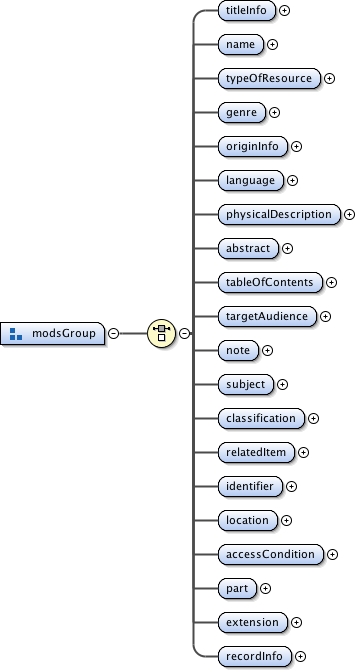 titleInfo
name
typeOfResource
genre
originInfo
language
physicalDescription
abstract
tableOfContents
targetAudience
modsGroup
note
subject
classification
relatedItem
identifier
location
accessCondition
part
extension
recordInfo